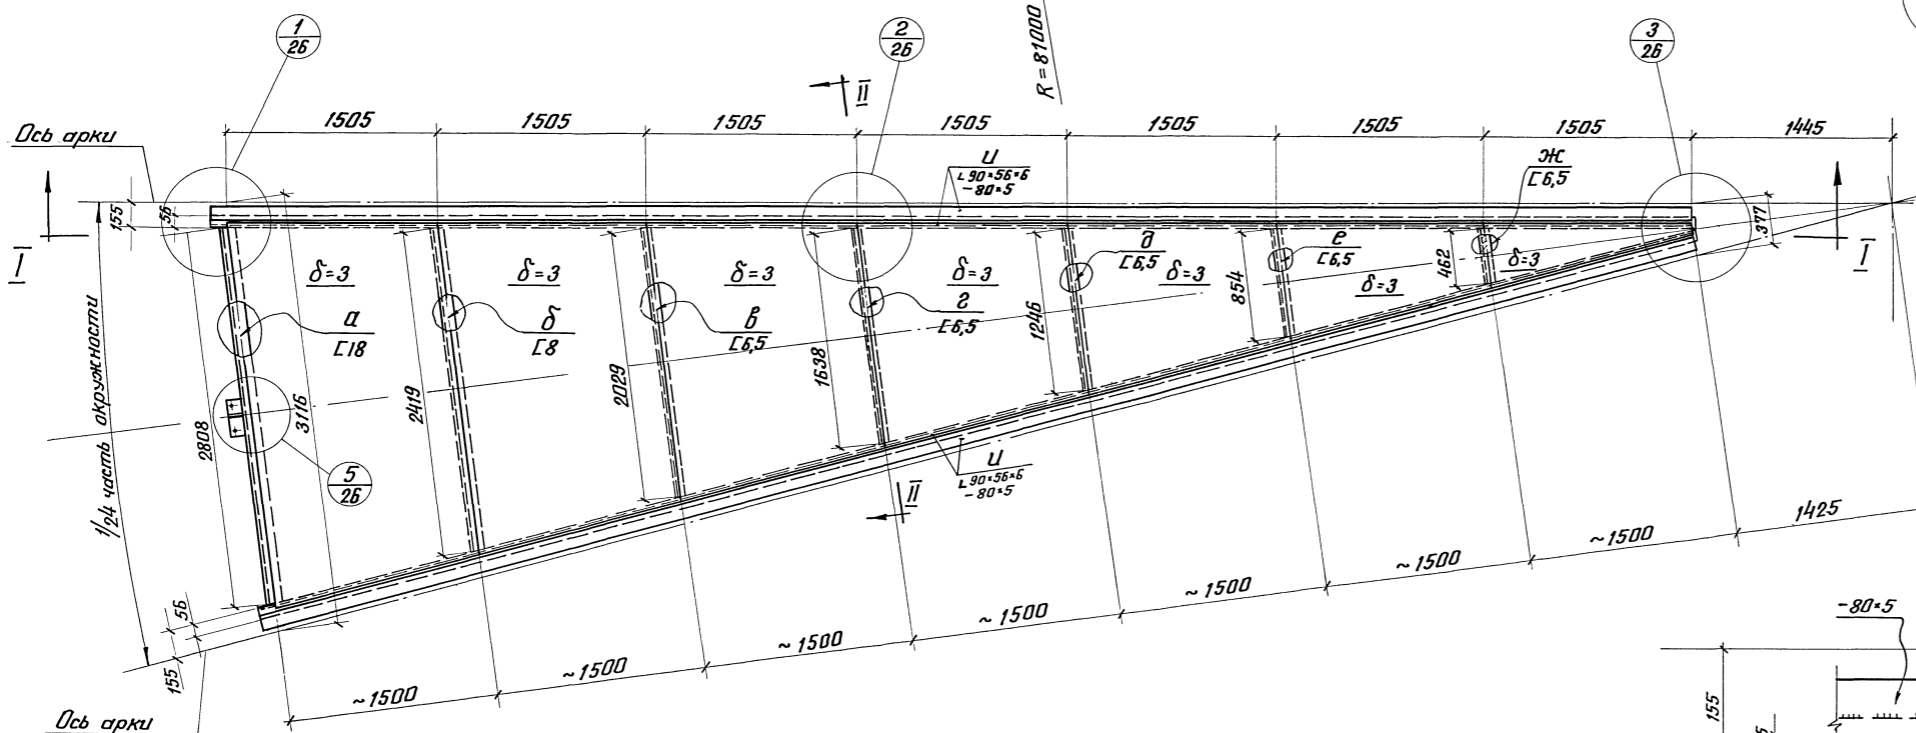 1
26
2
26
3
26
R = 81000
II
1505
1505
1505
1505
1505
1505
1505
1445
Ось арки
и
∟90×56×6
-80×5
ж
[6,5
155
56
377
I
I
δ=3
δ=3
δ=3
δ=3
δ=3
δ=3
δ=3
а
[18
б
[8
в
[6,5
г
[6,5
д
[6,5
е
[6,5
2808
3116
2419
2029
1638
1246
854
462
1/24 часть окружности
5
26
и
∟90×56×6
-80×5
II
56
155
~1500
~1500
~1500
~1500
~1500
~1500
~1500
1425
Ось арки
-80×5
155